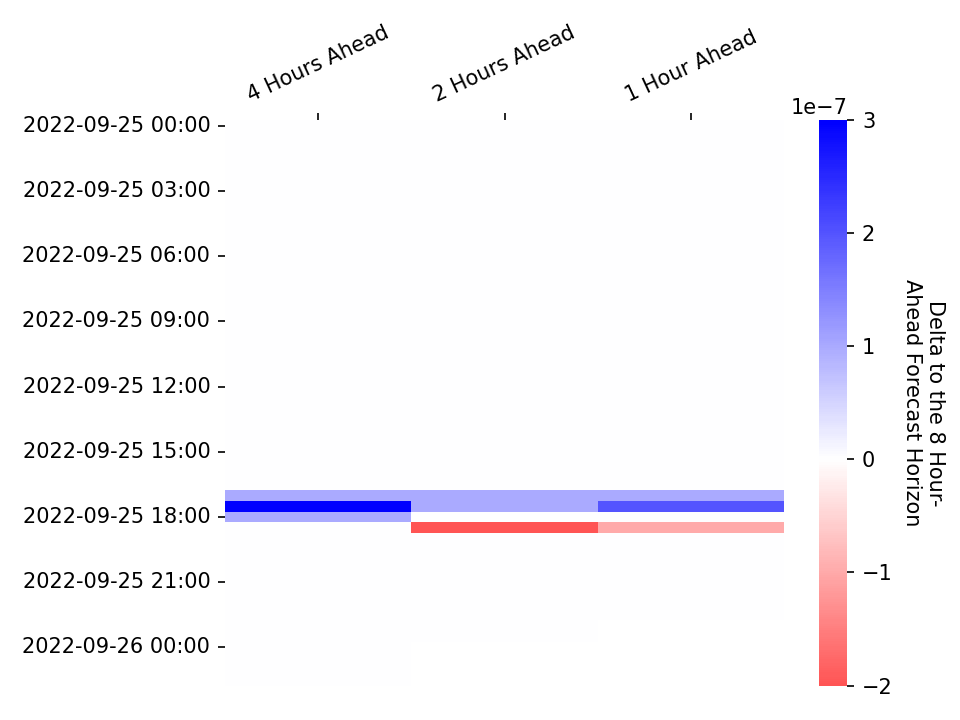 4 Hours Ahead
2 Hours Ahead
1 Hour Ahead
2022-09-25 00:00
2022-09-25 03:00
2022-09-25 06:00
2022-09-25 09:00
2022-09-25 12:00
2022-09-25 15:00
2022-09-25 18:00
2022-09-25 21:00
2022-09-26 00:00
1e−7
3
2
1
0
−1
−2
Delta to the 8 Hour-
Ahead Forecast Horizon